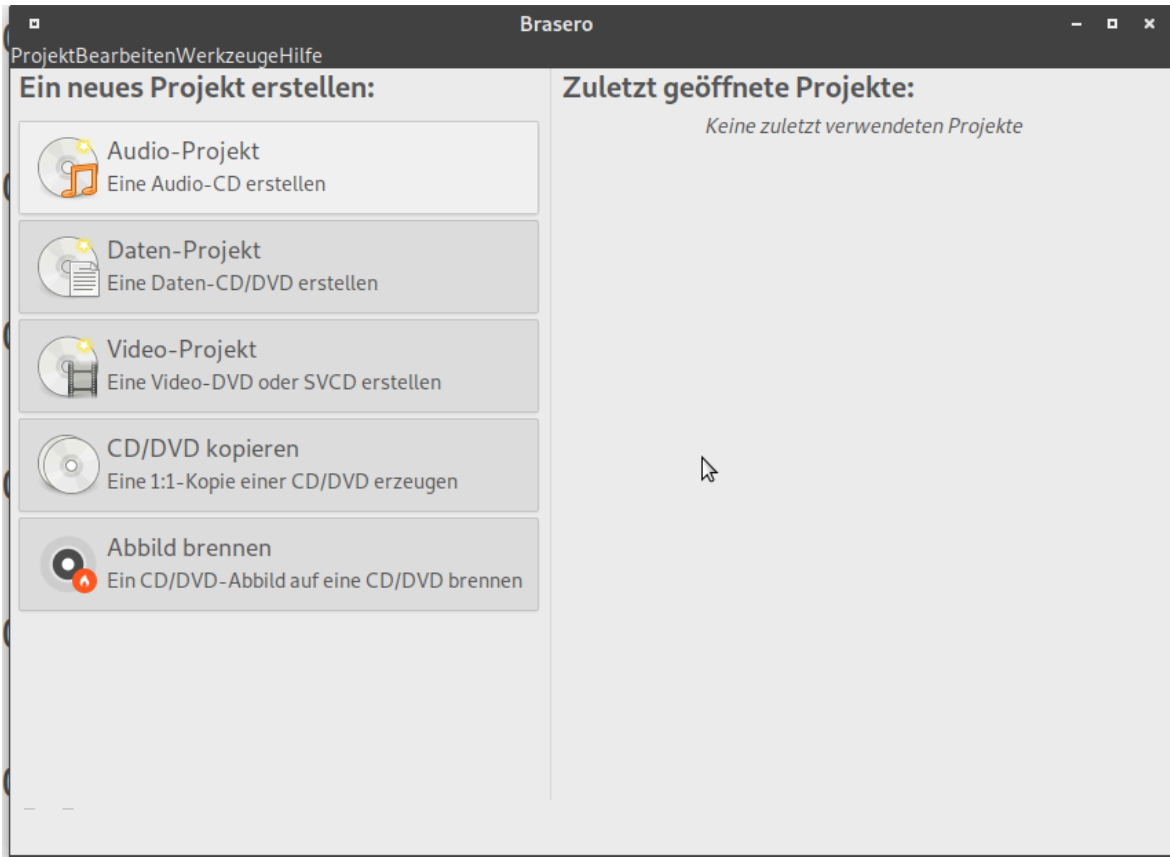 Brasero
ProjektBearbeitenWerkzeugeHilfe
Ein neues Projekt erstellen:
Audio-Projekt
Eine Audio-CD erstellen
Daten-Projekt
Eine Daten-CD/DVD erstellen
Video-Projekt
Eine Video-DVD oder SVCD erstellen
CD/DVD kopieren
Eine 1:1-Kopie einer CD/DVD erzeugen
Abbild brennen
Ein CD/DVD-Abbild auf eine CD/DVD brennen
Zuletzt geöffnete Projekte:
Keine zuletzt verwendeten Projekte